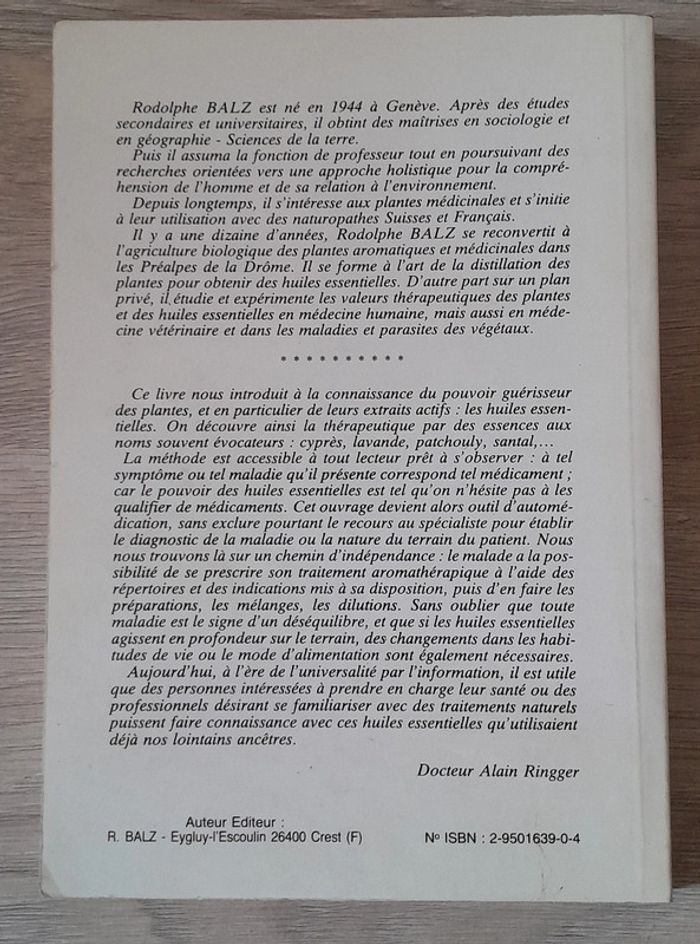 Rodolphe BALZ est né en 1944 à Genève. Après des études
secondaires et universitaires, il obtint des maîtrises en sociologie et
en géographie - Sciences de la terre.
Puis il assuma la fonction de professeur tout en poursuivant des
recherches orientées vers une approche holistique pour la compré-
hension de l'homme et de sa relation à l'environnement.
Depuis longtemps, il s'intéresse aux plantes médicinales et s'initie
à leur utilisation avec des naturopathes Suisses et Français.
Il y a une dizaine d'années, Rodolphe BALZ se reconvertit à
l'agriculture biologique des plantes aromatiques et médicinales dans
les Préalpes de la Drôme. Il se forme à l'art de la distillation des
plantes pour obtenir des huiles essentielles. D'autre part sur un plan
privé, il étudie et expérimente les valeurs thérapeutiques des plantes
et des huiles essentielles en médecine humaine, mais aussi en méde-
cine vétérinaire et dans les maladies et parasites des végétaux.
* * * * * * * * * *
Ce livre nous introduit à la connaissance du pouvoir guérisseur
des plantes, et en particulier de leurs extraits actifs : les huiles essen-
tielles. On découvre ainsi la thérapeutique par des essences aux
noms souvent évocateurs : cyprès, lavande, patchouly, santal,...
La méthode est accessible à tout lecteur prêt à s'observer : à tel
symptôme ou tel maladie qu'il présente correspond tel médicament ;
car le pouvoir des huiles essentielles est tel qu'on n'hésite pas à les
qualifier de médicaments. Cet ouvrage devient alors outil d'automé-
dication, sans exclure pourtant le recours au spécialiste pour établir
le diagnostic de la maladie ou la nature du terrain du patient. Nous
nous trouvons là sur un chemin d'indépendance : le malade a la pos-
sibilité de se prescrire son traitement aromathérapique à l'aide des
répertoires et des indications mis à sa disposition, puis d'en faire les
préparations, les mélanges, les dilutions. Sans oublier que toute
maladie est le signe d'un déséquilibre, et que si les huiles essentielles
agissent en profondeur sur le terrain, des changements dans les habi-
tudes de vie ou le mode d'alimentation sont également nécessaires.
Aujourd'hui, à l'ère de l'universalité par l'information, il est utile
que des personnes intéressées à prendre en charge leur santé ou des
professionnels désirant se familiariser avec des traitements naturels
puissent faire connaissance avec ces huiles essentielles qu'utilisaient
déjà nos lointains ancêtres.
Docteur Alain Ringger
Auteur Editeur :
R. BALZ - Eygluy-l'Escoulin 26400 Crest (F)
Nº ISBN : 2-9501639-0-4